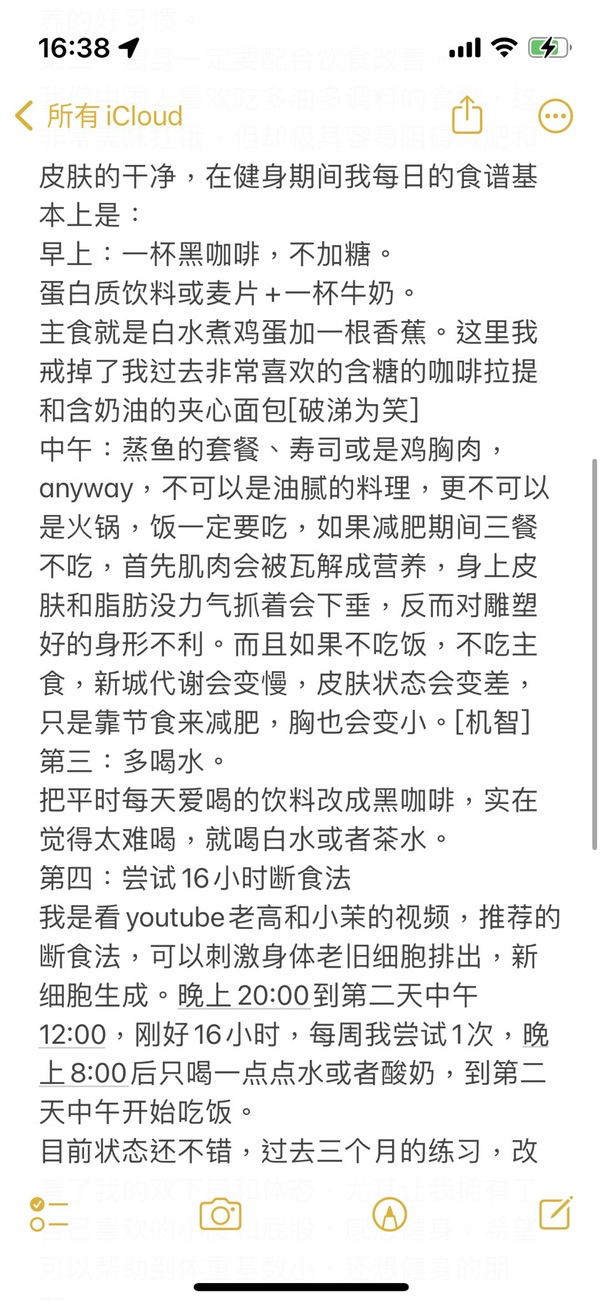 养的好习惯。
16:38
所有 iCloud
皮肤的干净，在健身期间我每日的食谱基
本上是：
早上：一杯黑咖啡，不加糖。
蛋白质饮料或麦片+一杯牛奶。
主食就是白水煮鸡蛋加一根香蕉。这里我
戒掉了我过去非常喜欢的含糖的咖啡拉提
和含奶油的夹心面包[破涕为笑]
中午：蒸鱼的套餐、寿司或是鸡胸肉，
anyway，不可以是油腻的料理，更不可以
是火锅，饭一定要吃，如果减肥期间三餐
不吃，首先肌肉会被瓦解成营养，身上皮
肤和脂肪没力气抓着会下垂，反而对雕塑
好的身形不利。而且如果不吃饭，不吃主
食，新城代谢会变慢，皮肤状态会变差，
只是靠节食来减肥，胸也会变小。[机智]
第三：多喝水。
把平时每天爱喝的饮料改成黑咖啡，实在
觉得太难喝，就喝白水或者茶水。
第四：尝试16小时断食法
我是看youtube老高和小茉的视频，推荐的
断食法，可以刺激身体老旧细胞排出，新
细胞生成。晚上20:00到第二天中午
12:00，刚好16小时，每周我尝试1次，晚
上8:00后只喝一点点水或者酸奶，到第二
天中午开始吃饭。
目前状态还不错，过去三个月的练习，改